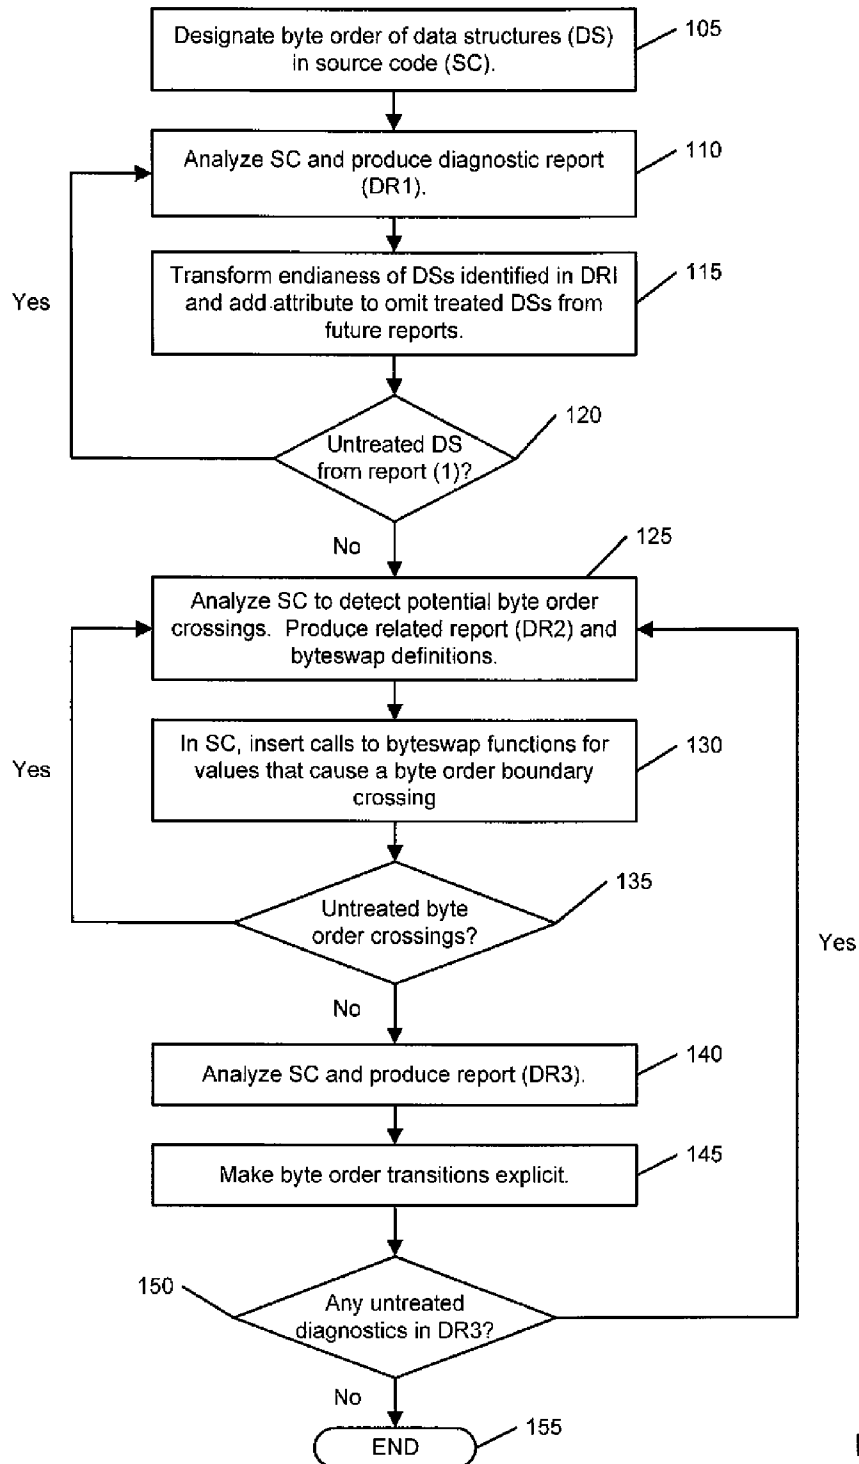 Designate byte order of data structures (DS)
in source code (SC).
105
Analyze SC and produce diagnostic report
(DR1).
110
Transform endianess of DSs identified in DRI
and add attribute to omit treated DSs from
future reports.
115
Yes
Untreated DS
from report (1)?
120
No
125
Analyze SC to detect potential byte order
crossings. Produce related report (DR2) and
byteswap definitions.
In SC, insert calls to byteswap functions for
values that cause a byte order boundary
crossing
130
Yes
Untreated byte
order crossings?
135
Yes
No
Analyze SC and produce report (DR3).
140
Make byte order transitions explicit.
145
150
Any untreated
diagnostics in DR3?
No
END
155